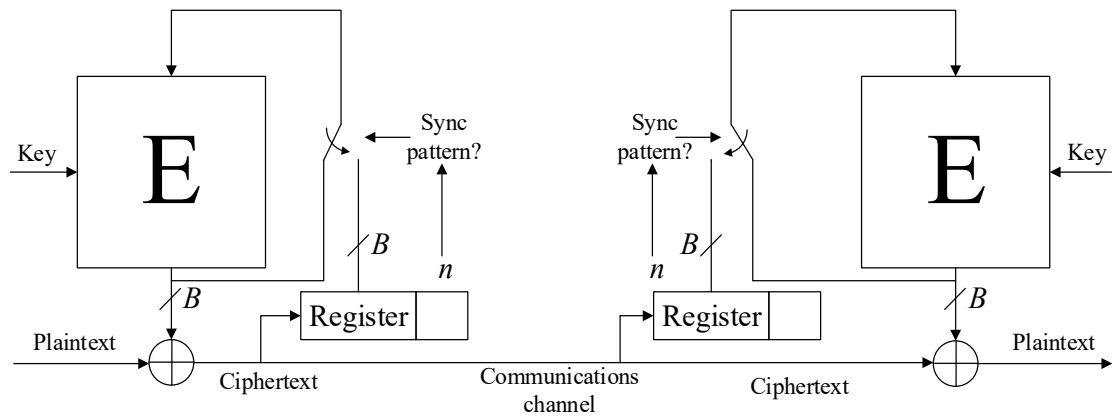 E
Key
Sync
pattern?
B
n
B
Register
Plaintext
Ciphertext
Communications
channel
Sync
pattern?
E
Key
B
n
B
Register
Ciphertext
Plaintext